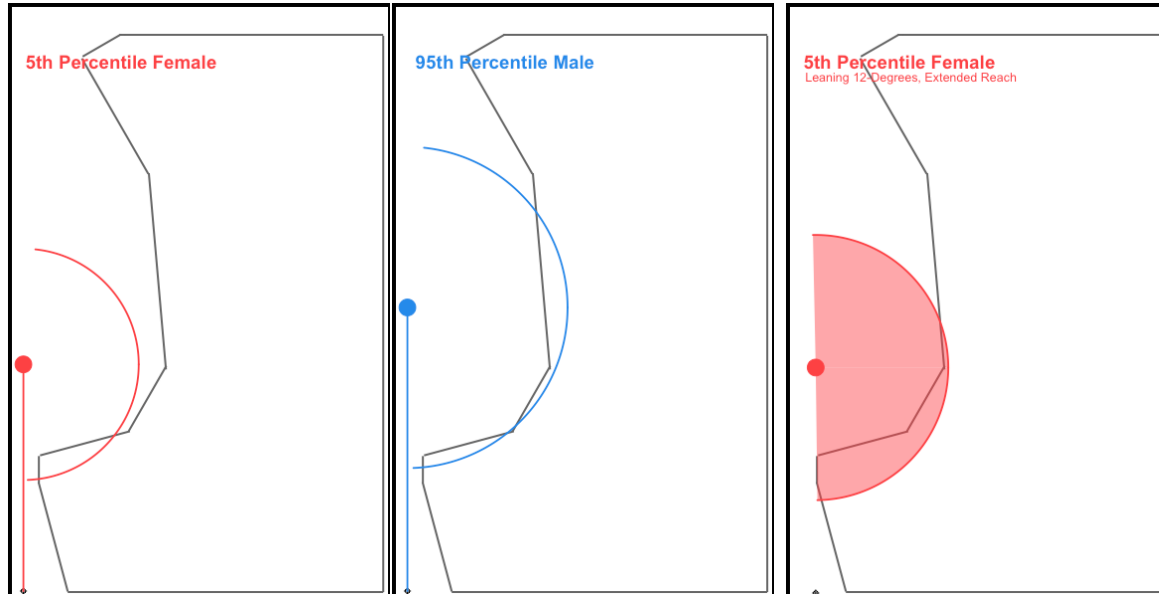 5th Percentile Female
95th Percentile Male
5th Percentile Female
Leaning 12-Degrees, Extended Reach